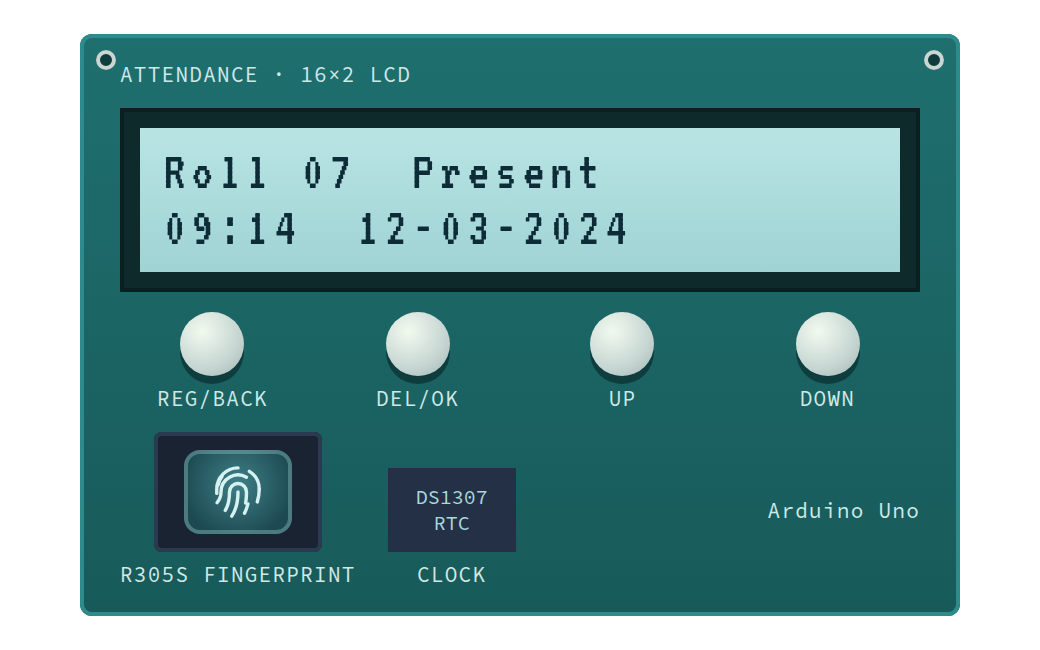 ATTENDANCE · 16×2 LCD
Roll 07  Present
09:14  12-03-2024
REG/BACK
DEL/OK
UP
DOWN
DS1307
RTC
Arduino Uno
R305S FINGERPRINT
CLOCK